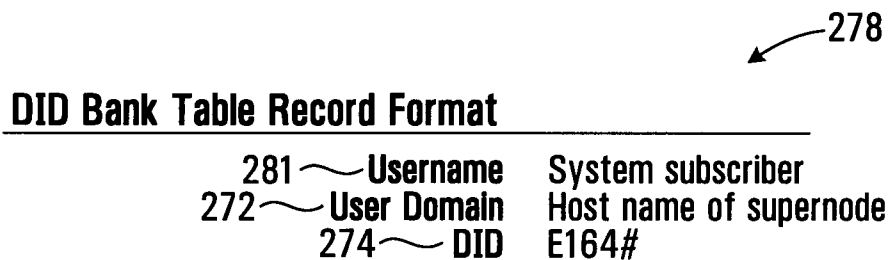 278
DID Bank Table Record Format
281 Username System subscriber
272 User Domain Host name of supernode
274 DID E164#